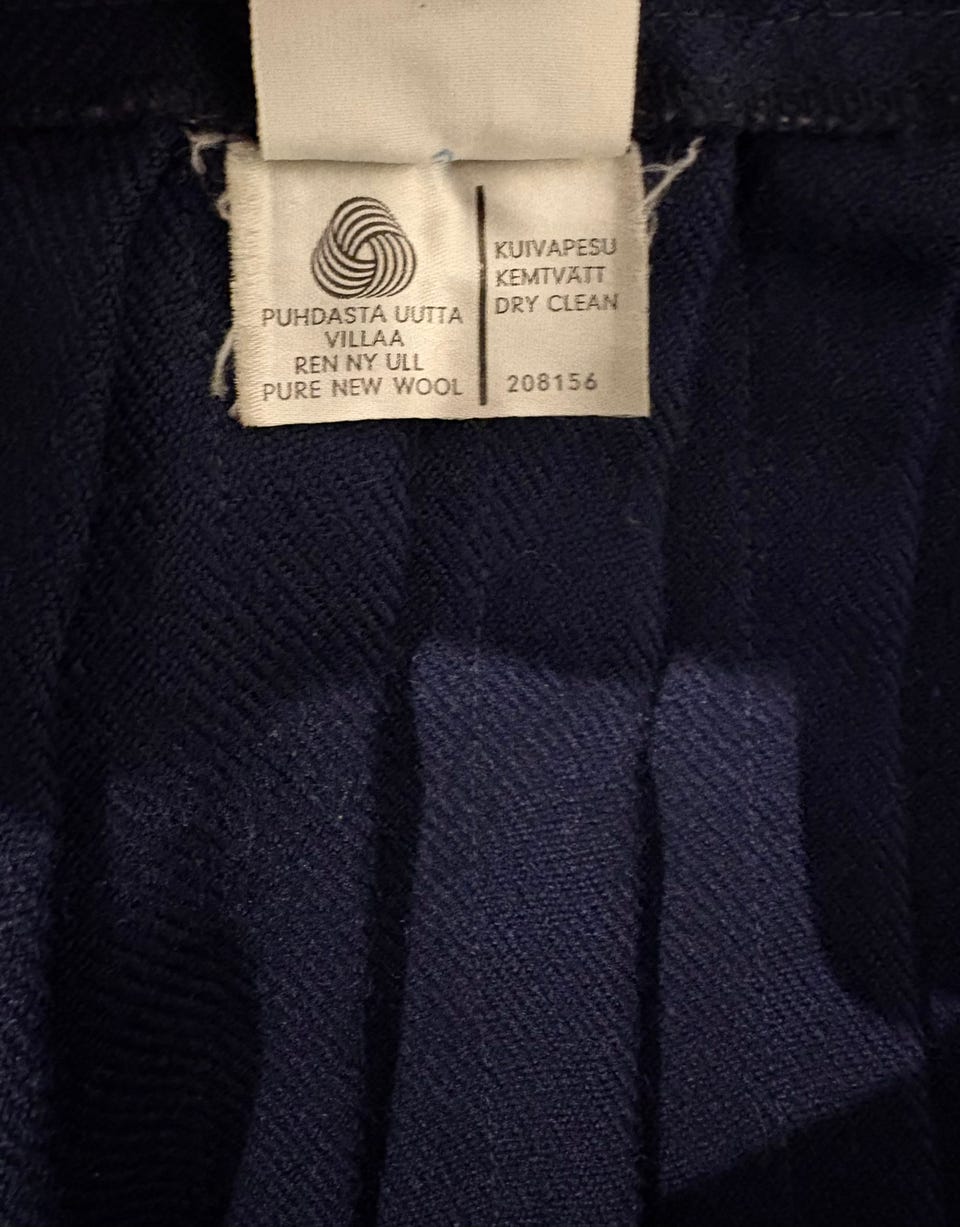 PUHDASTA UUTTA
VILLAA
REN NY ULL
PURE NEW WOOL
KUIVAPESU
KEMTVÄTT
DRY CLEAN
208156